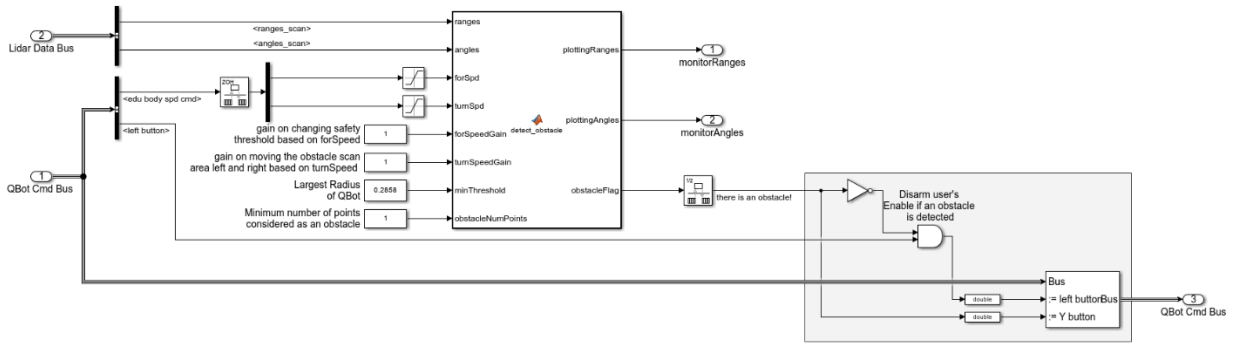 2
Lidar Data Bus
<ranges_scan>
<angles_scan>
ZOH
<edu body spd cmd>
<left button>
1
QBot Cmd Bus
gain on changing safety
threshold based on forSpeed
1
gain on moving the obstacle scan
area left and right based on turnSpeed
1
Largest Radius
of QBot
0.2858
Minimum number of points
considered as an obstacle
1
ranges
angles
forSpd
turnSpd
forSpeedGain
turnSpeedGain
minThreshold
obstacleNumPoints
detect_obstacle
plottingRanges
plottingAngles
obstacleFlag
1
monitorRanges
2
monitorAngles
1/z
there is an obstacle!
Disarm user's
Enable if an obstacle
is detected
double
double
Bus
:= left button
:= Y button
Bus
3
QBot Cmd Bus